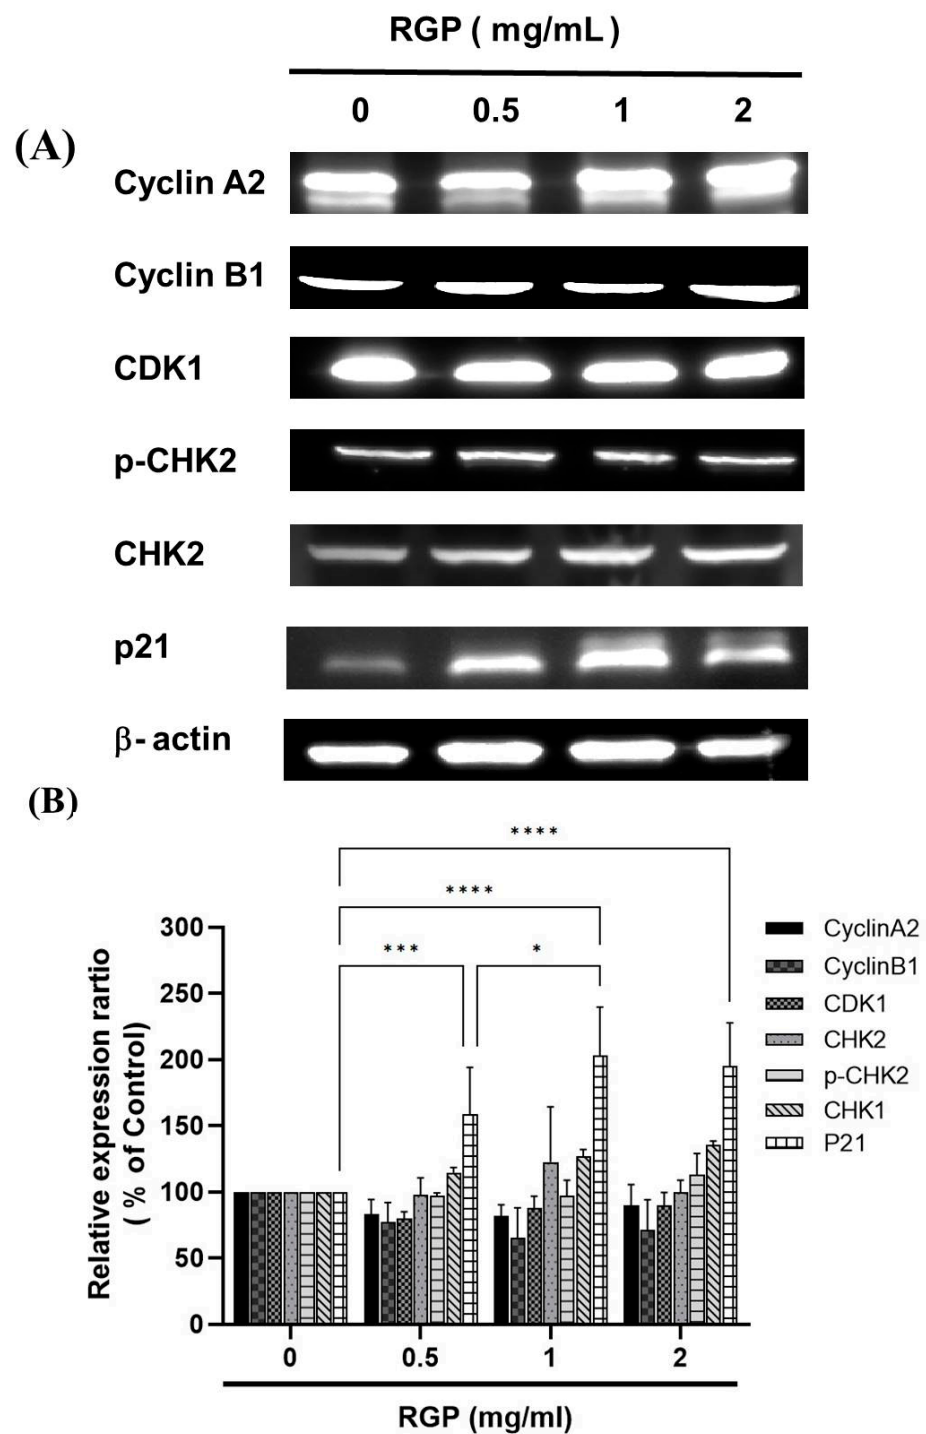 RGP ( mg/mL )
0 0.5 1 2
(A)
Cyclin A2
Cyclin B1
CDK1
p-CHK2
CHK2
p21
β- actin
(B)
****
****
*** *
300
250
200
150
100
50
0
Relative expression rartio
( % of Control)
CyclinA2
CyclinB1
CDK1
CHK2
p-CHK2
CHK1
P21
0 0.5 1 2
RGP (mg/ml)